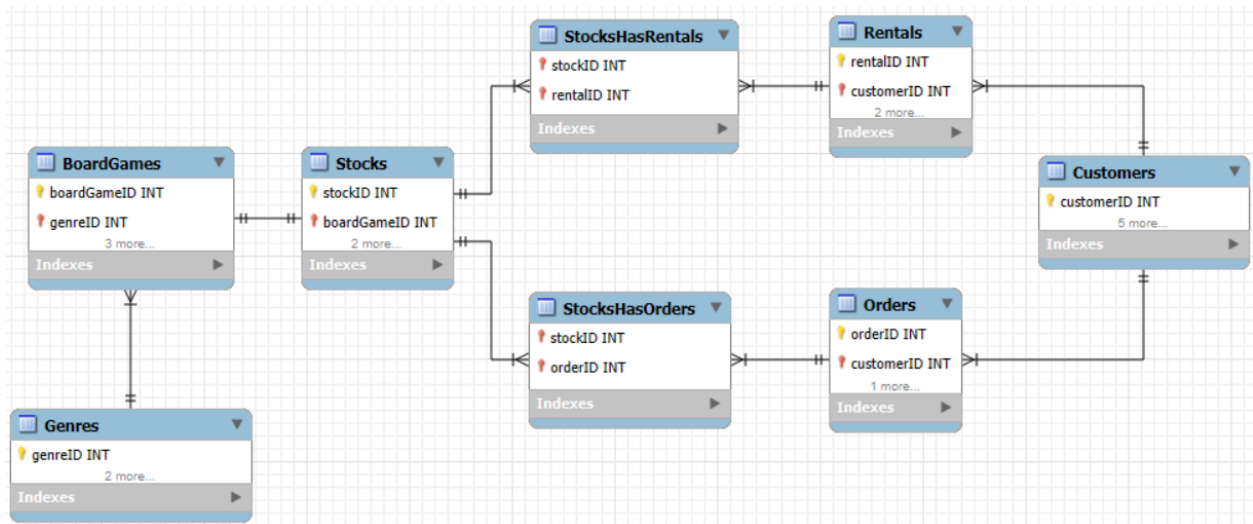 StocksHasRentals
stockID INT
rentalID INT
Indexes
Rentals
rentalID INT
customerID INT
2 more...
Indexes
BoardGames
boardGameID INT
genreID INT
3 more...
Indexes
Stocks
stockID INT
boardGameID INT
2 more...
Indexes
Customers
customerID INT
5 more...
Indexes
StocksHasOrders
stockID INT
orderID INT
Indexes
Orders
orderID INT
customerID INT
1 more...
Indexes
Genres
genreID INT
2 more...
Indexes